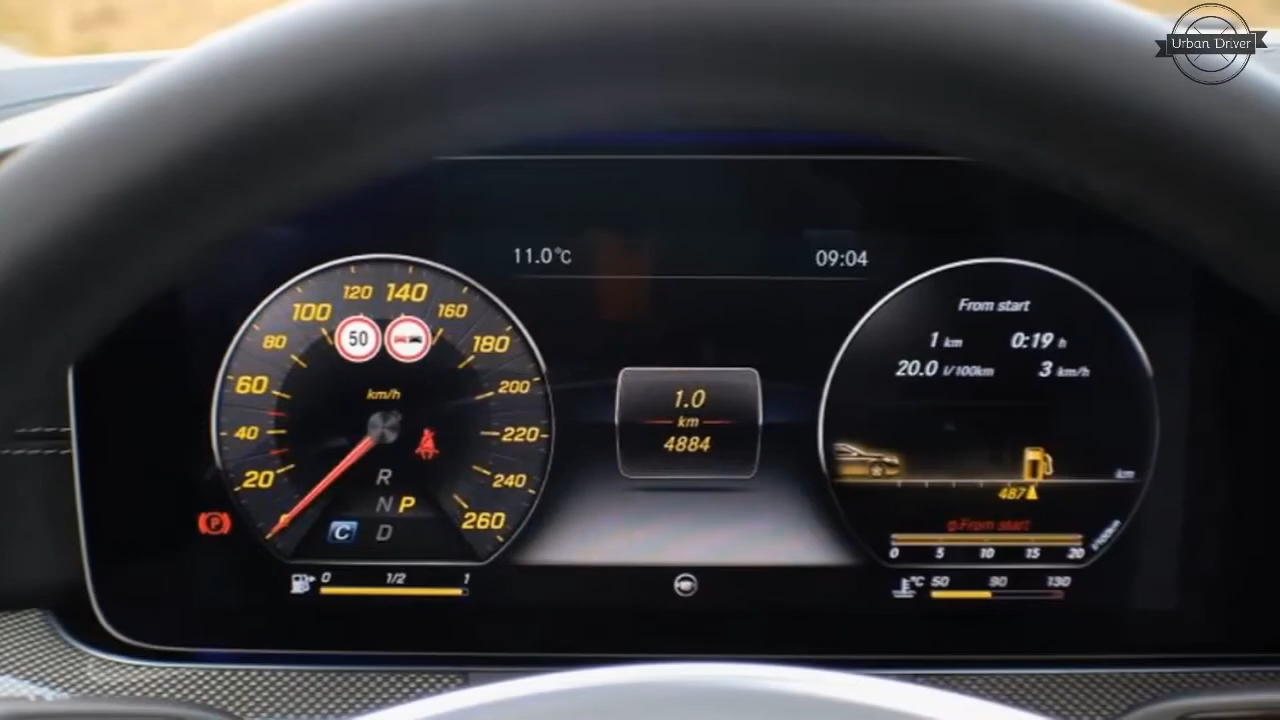 Urban Driver
11.0°C
09:04
120 140
100 160
80 50 180
60 200
km/h
40 220
20 240
260
R
N P
C D
P
0 1/2 1
1.0
km
4884
From start
1 km 0:19 h
20.0 l/100km 3 km/h
km
487
ø From start
0 5 10 15 20
l/100km
°C 50 90 130